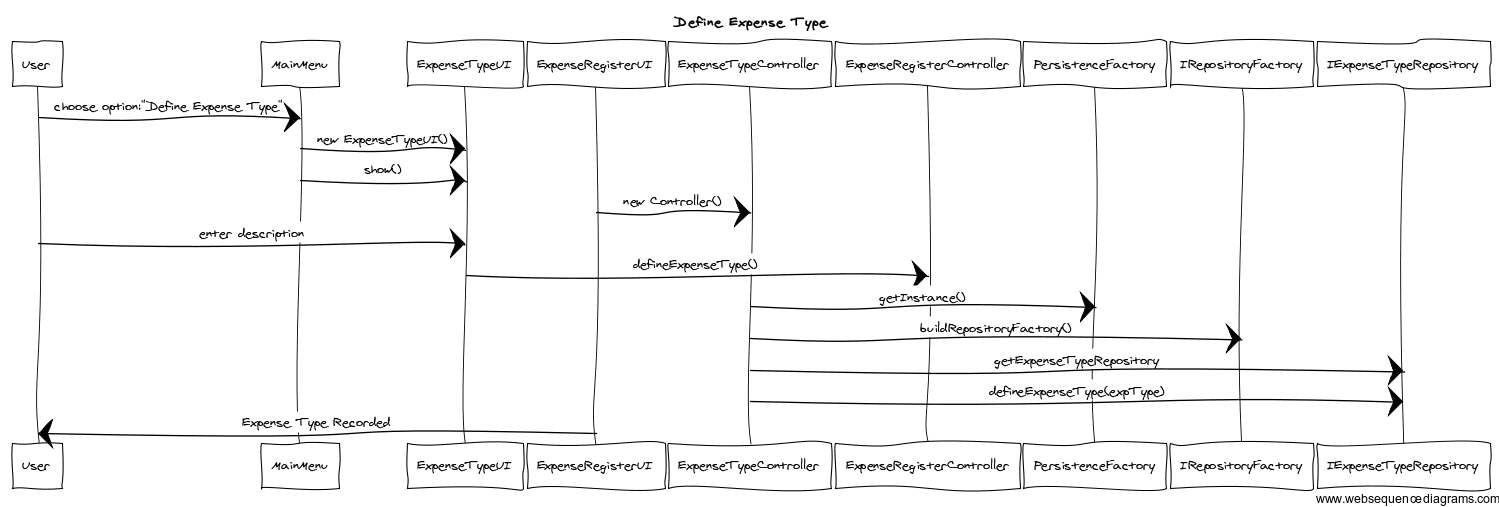 Define Expense Type
User MainMenu ExpenseTypeUI ExpenseRegisterUI ExpenseTypeController ExpenseRegisterController PersistenceFactory IRepositoryFactory IExpenseTypeRepository
choose option:"Define Expense Type"
new ExpenseTypeUI()
show()
new Controller()
enter description
defineExpenseType()
getInstance()
buildRepositoryFactory()
getExpenseTypeRepository
defineExpenseType(expType)
Expense Type Recorded
User MainMenu ExpenseTypeUI ExpenseRegisterUI ExpenseTypeController ExpenseRegisterController PersistenceFactory IRepositoryFactory IExpenseTypeRepository
www.websequencediagrams.com